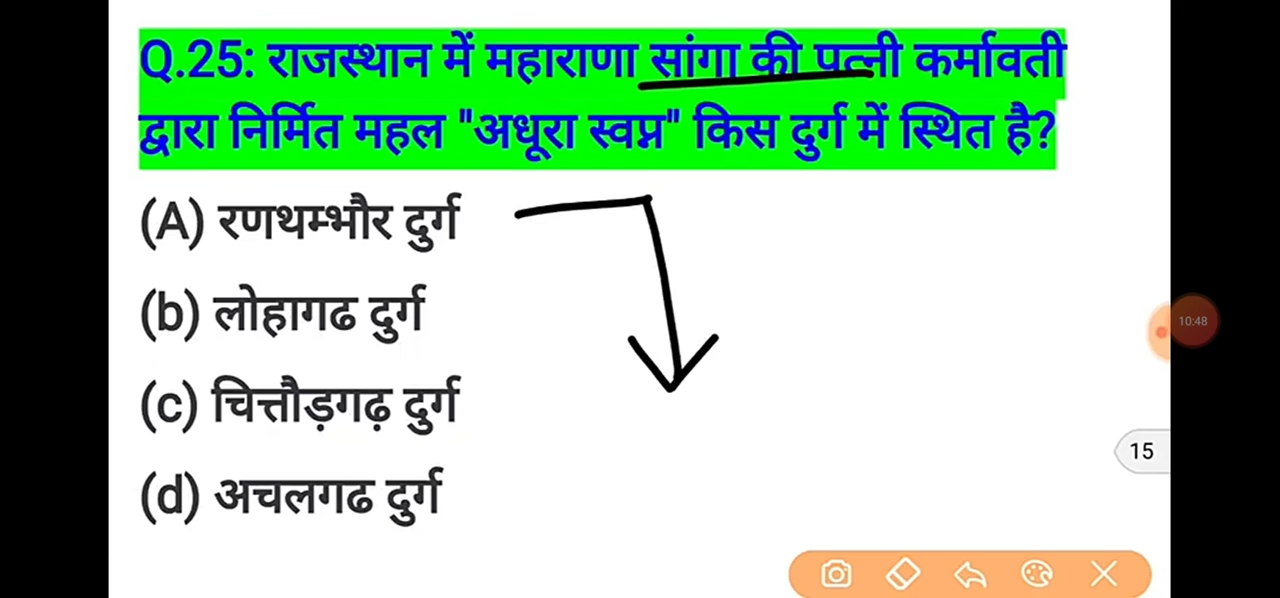 Q.25: राजस्थान में महाराणा सांगा की पत्नी कर्मावती
द्वारा निर्मित महल "अधूरा स्वप्न" किस दुर्ग में स्थित है?
(A) रणथम्भौर दुर्ग
(b) लोहागढ दुर्ग
(c) चित्तौड़गढ़ दुर्ग
(d) अचलगढ दुर्ग
10:48
15